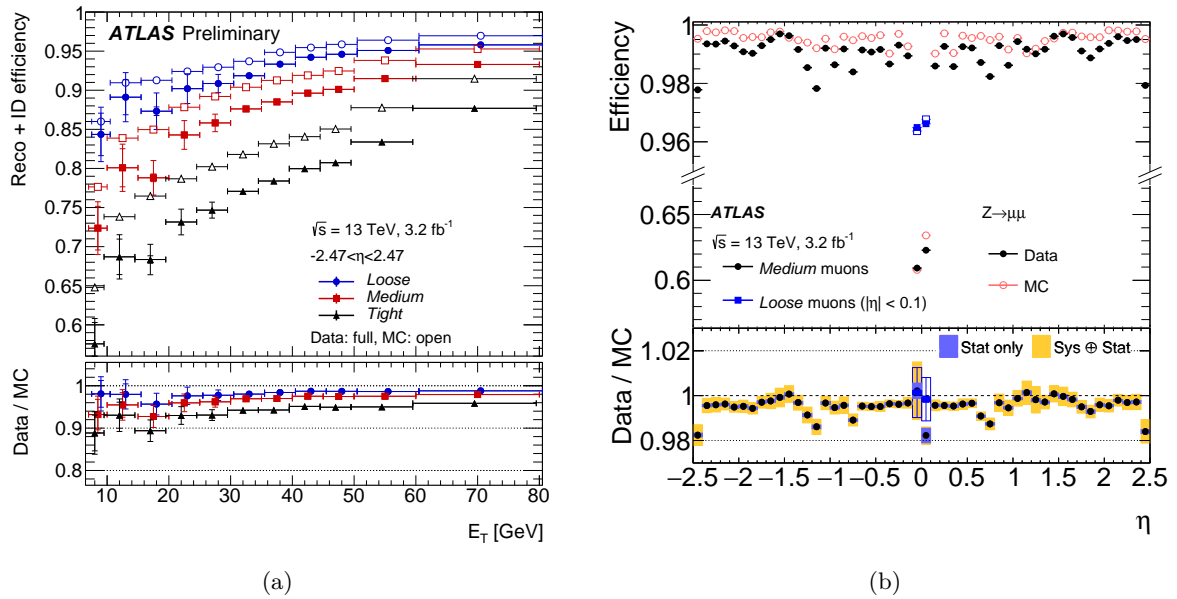 ATLAS Preliminary
Reco + ID efficiency
0.95
0.9
0.85
0.8
0.75
0.7
0.65
0.6
√s = 13 TeV, 3.2 fb⁻¹
-2.47<η<2.47
Loose
Medium
Tight
Data: full, MC: open
Data / MC
1
0.9
0.8
10 20 30 40 50 60 70 80
E_T [GeV]
(a)
Efficiency
1
0.98
0.96
0.65
0.6
ATLAS
Z→μμ
√s = 13 TeV, 3.2 fb⁻¹
Medium muons
Loose muons (|η| < 0.1)
Data
MC
Data / MC
1.02
1
0.98
Stat only
Sys ⊕ Stat
−2.5 −2 −1.5 −1 −0.5 0 0.5 1 1.5 2 2.5
η
(b)